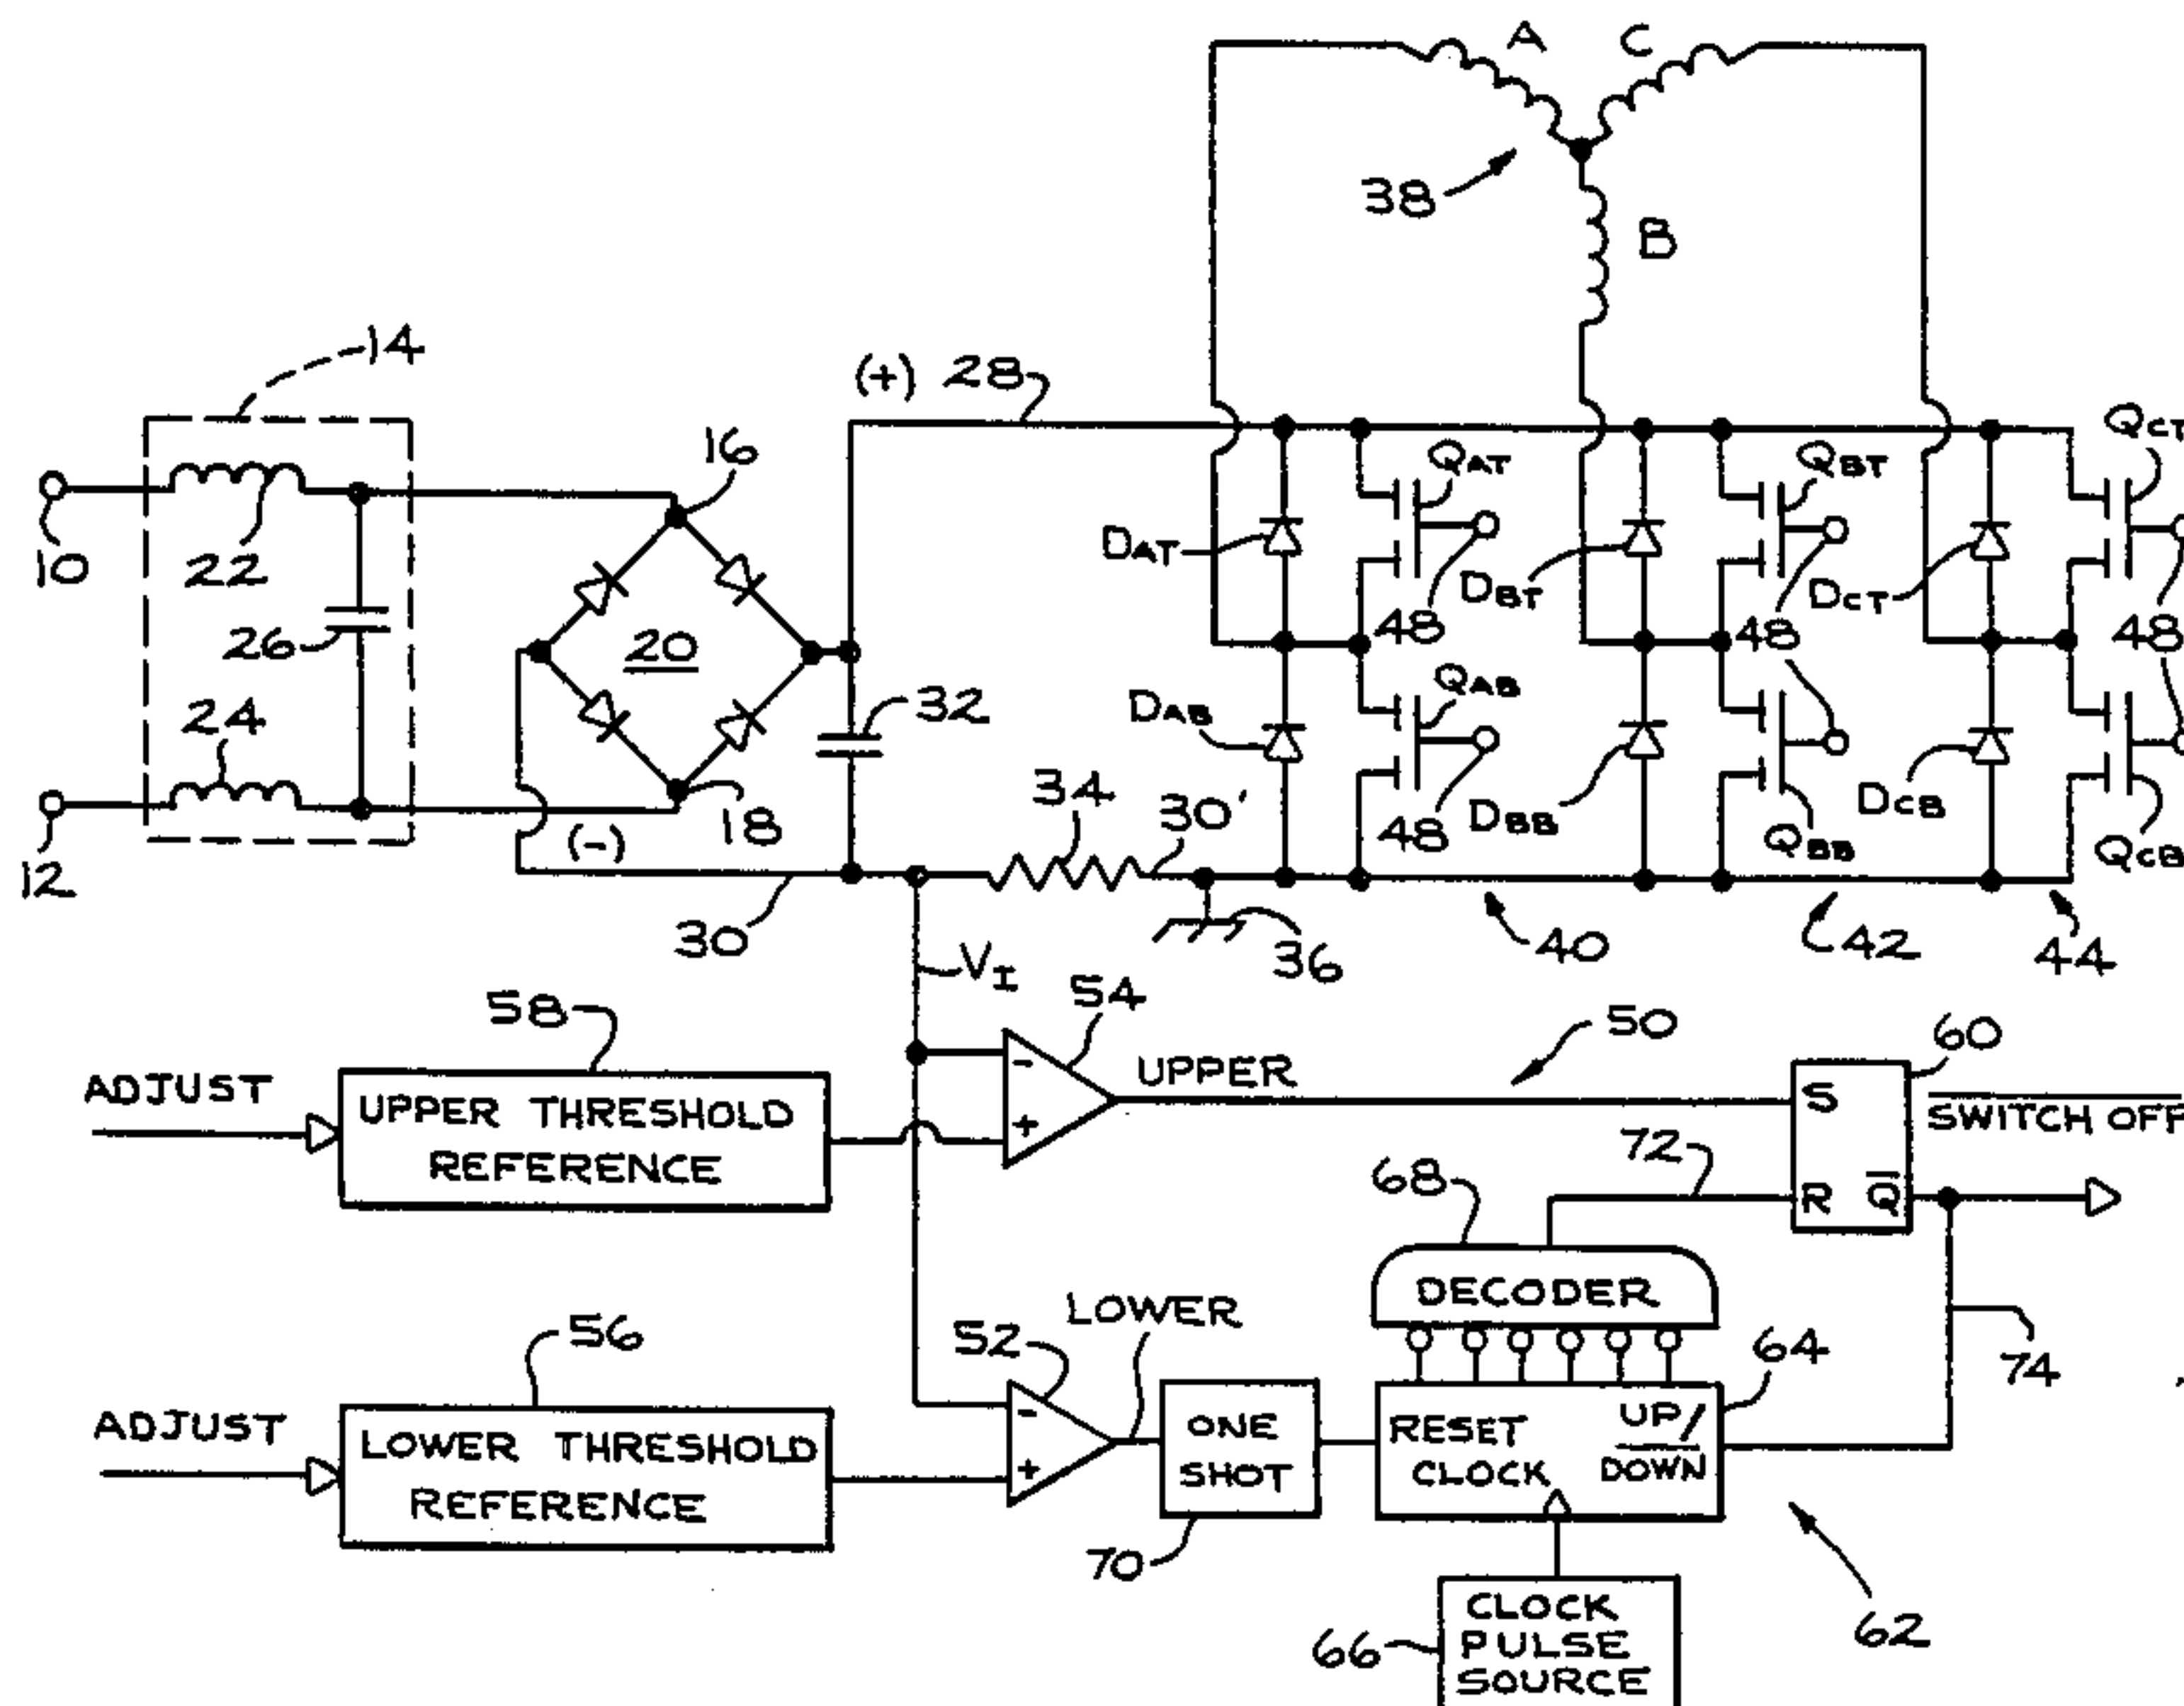 A C
38
B
14
(+) 28
16
QAT
QBT
QCT
10
22
DAT
48
DBT
48
DCT
48
26
20
24
32
DAB
QAB
34
30'
12
(-)
18
48
DBB
QBB
DCB
QCB
30
VI
36
40
42
44
58
54
50
60
ADJUST
UPPER THRESHOLD
REFERENCE
-
+
UPPER
S
SWITCH OFF
72
R Q
68
DECODER
74
56
52
LOWER
64
ADJUST
LOWER THRESHOLD
REFERENCE
-
+
ONE
SHOT
RESET
CLOCK
UP/
DOWN
70
62
66
CLOCK
PULSE
SOURCE